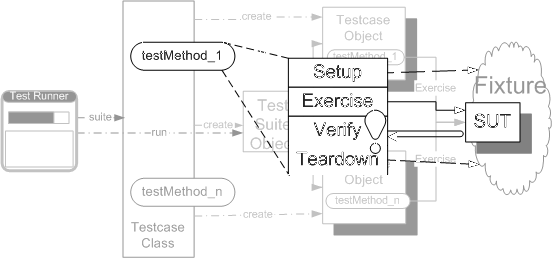 create
Testcase
Object
testMethod_1
testMethod_1
Setup
Fixture
Test Runner
Exercise
Exercise
suite
Test
Suite
Object
create
SUT
run
Verify
Exercise
Teardown
testMethod_n
Object
testMethod_n
create
Testcase
Class